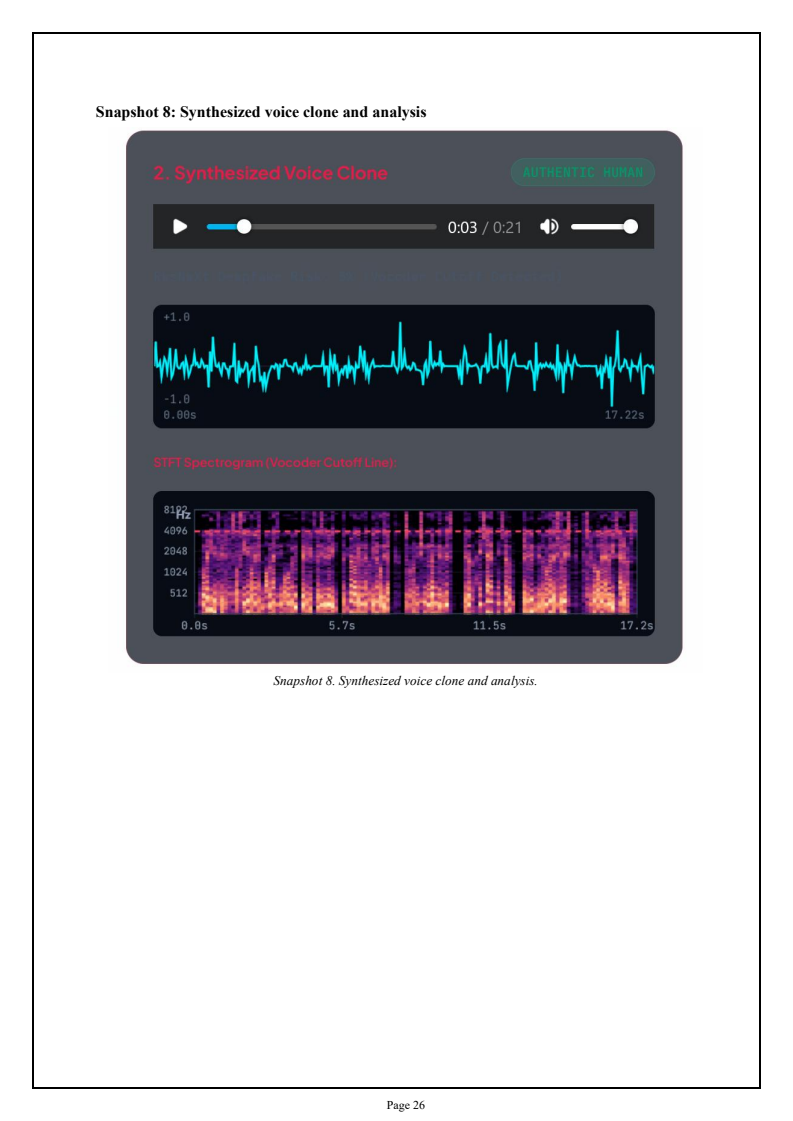 Snapshot 8: Synthesized voice clone and analysis
2. Synthesized Voice Clone
AUTHENTIC HUMAN
0:03 / 0:21
+1.0
-1.0
0.00s
17.22s
STFT Spectrogram (Vocoder Cutoff Line):
8192
Hz
4096
2048
1024
512
0.0s 5.7s 11.5s 17.2s
Snapshot 8. Synthesized voice clone and analysis.
Page 26